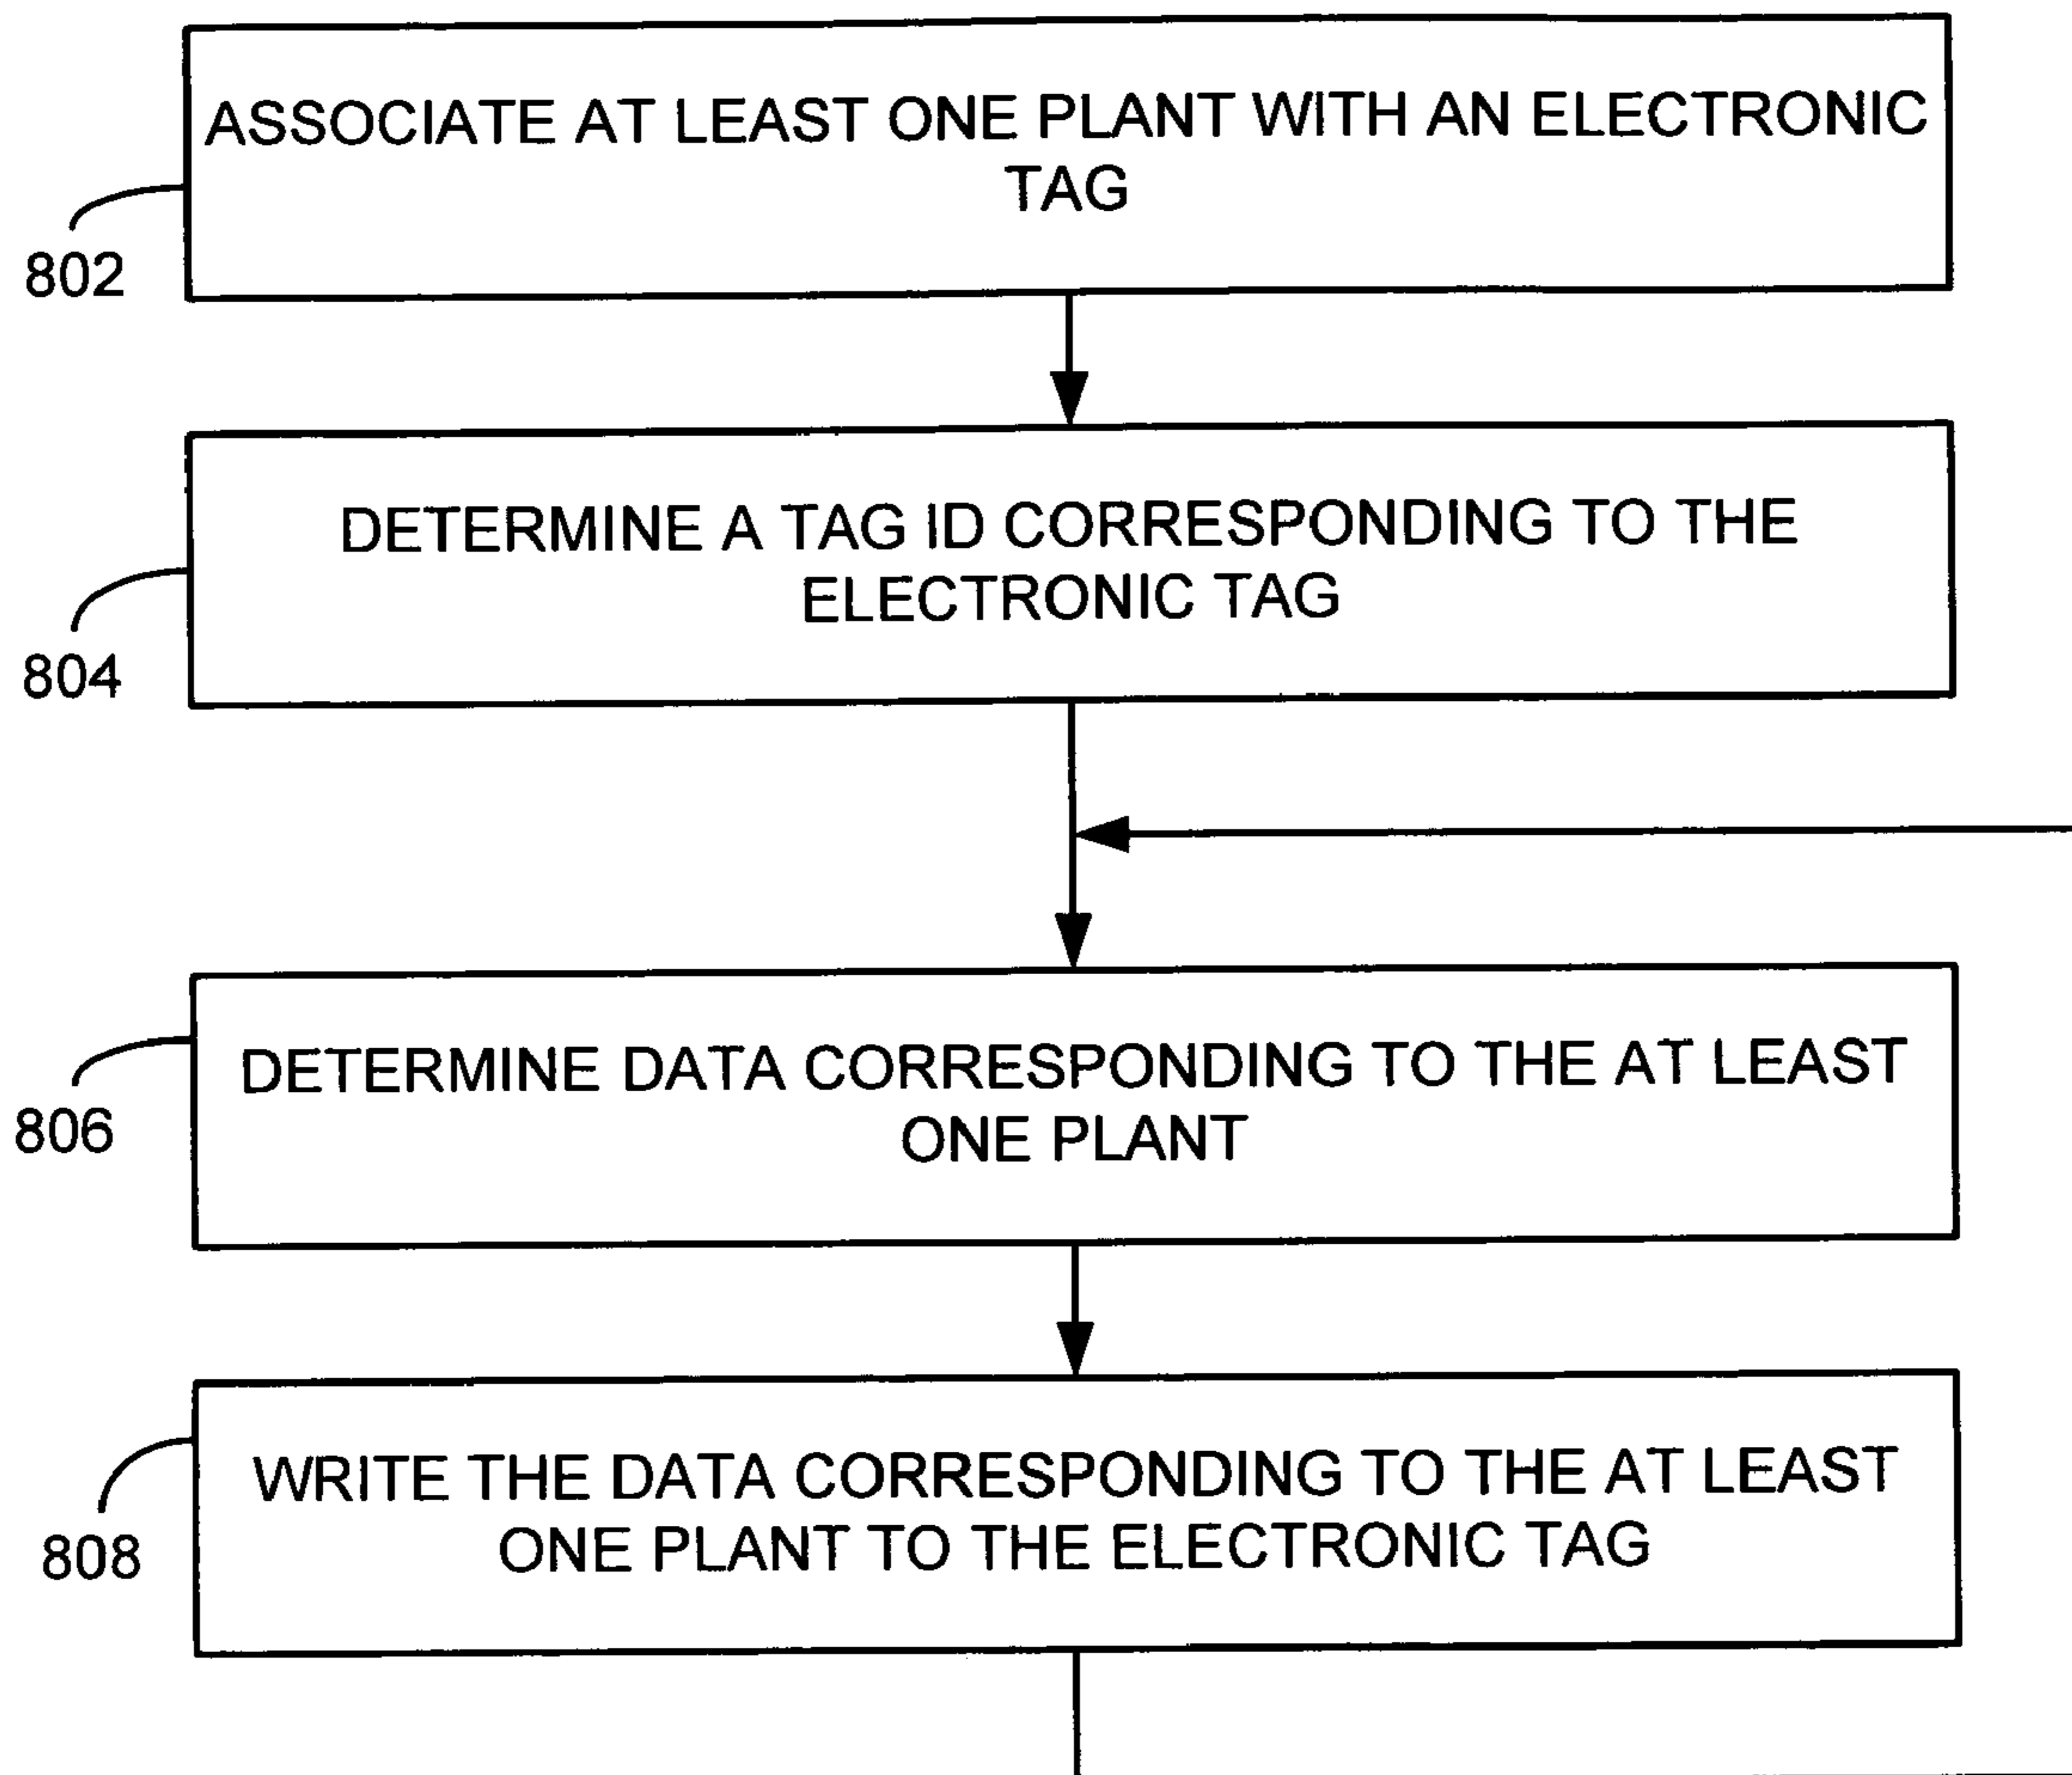 ASSOCIATE AT LEAST ONE PLANT WITH AN ELECTRONIC
TAG
802
DETERMINE A TAG ID CORRESPONDING TO THE
ELECTRONIC TAG
804
DETERMINE DATA CORRESPONDING TO THE AT LEAST
ONE PLANT
806
WRITE THE DATA CORRESPONDING TO THE AT LEAST
ONE PLANT TO THE ELECTRONIC TAG
808